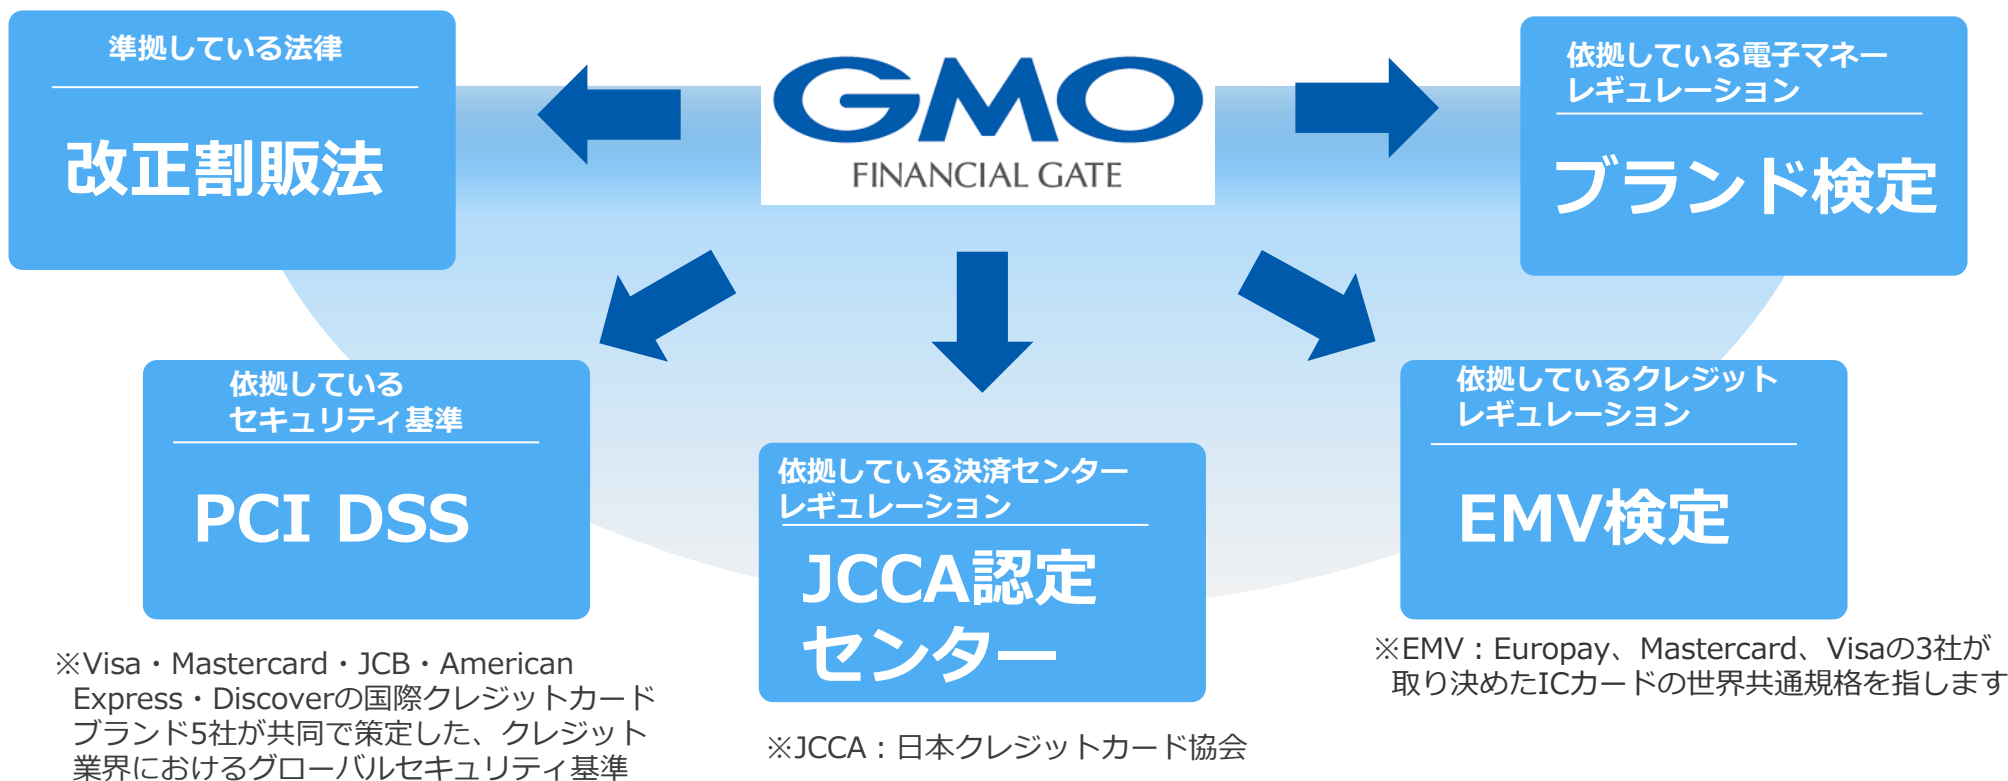 準拠している法律
改正割販法
GMO
FINANCIAL GATE
依拠している電子マネー
レギュレーション
ブランド検定
依拠している
セキュリティ基準
PCI DSS
※Visa・Mastercard・JCB・American
Express・Discoverの国際クレジットカード
ブランド5社が共同で策定した、クレジット
業界におけるグローバルセキュリティ基準
依拠している決済センター
レギュレーション
JCCA認定
センター
※JCCA：日本クレジットカード協会
依拠しているクレジット
レギュレーション
EMV検定
※EMV：Europay、Mastercard、Visaの3社が
取り決めたICカードの世界共通規格を指します